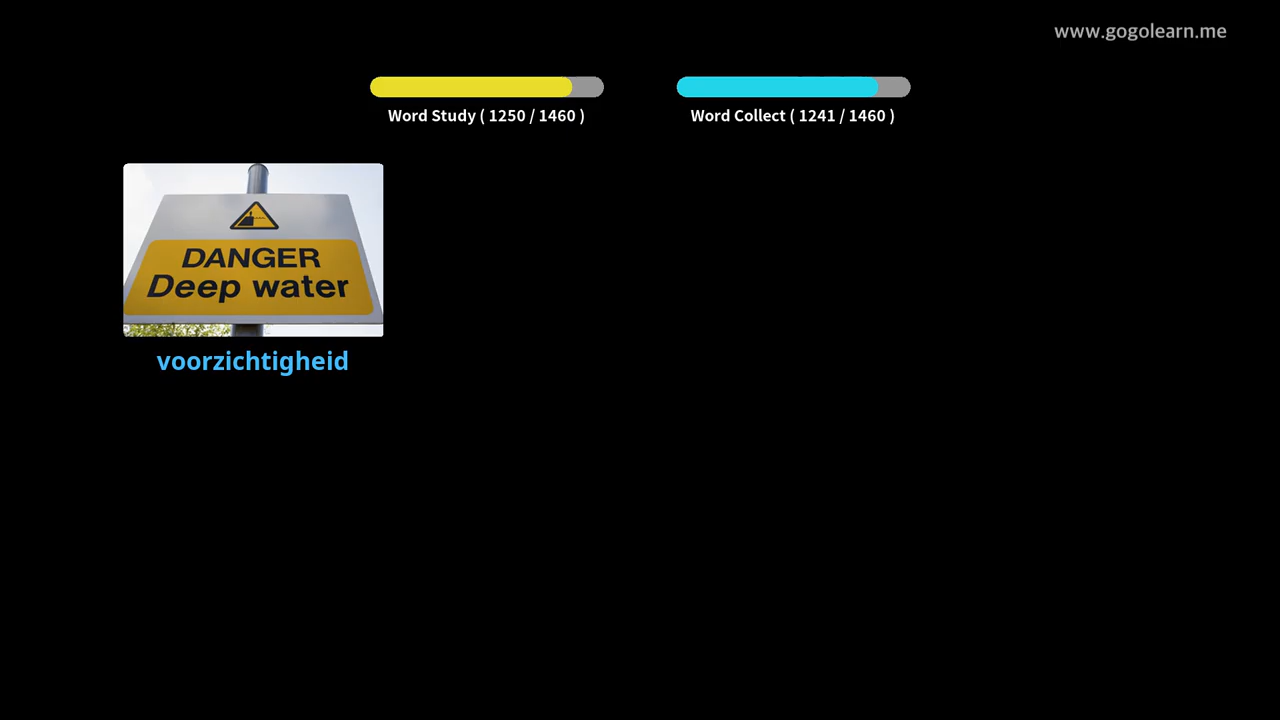 www.gogolearn.me
Word Study ( 1250 / 1460 )
Word Collect ( 1241 / 1460 )
DANGER
Deep water
voorzichtigheid